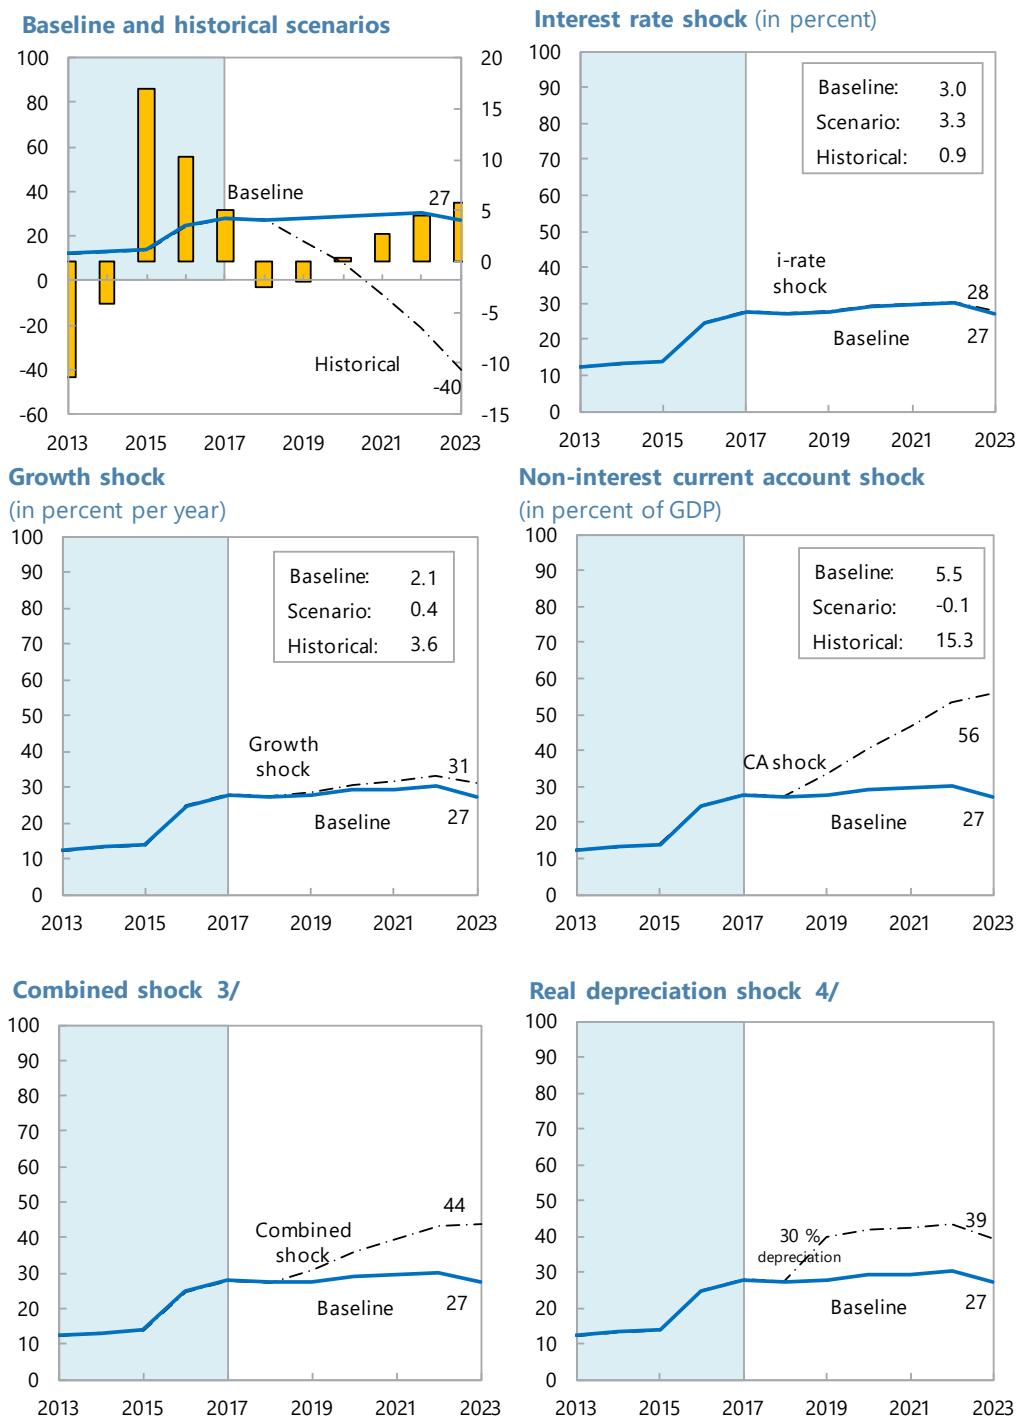 Baseline and historical scenarios
100
80
60
40
20
0
-20
-40
-60
20
15
10
5
0
-5
-10
-15
Baseline
27
Historical
-40
2013 2015 2017 2019 2021 2023
Interest rate shock (in percent)
100
90
80
70
60
50
40
30
20
10
0
Baseline: 3.0
Scenario: 3.3
Historical: 0.9
i-rate
shock
28
Baseline
27
2013 2015 2017 2019 2021 2023
Growth shock
(in percent per year)
100
90
80
70
60
50
40
30
20
10
0
Baseline: 2.1
Scenario: 0.4
Historical: 3.6
Growth
shock
31
Baseline
27
2013 2015 2017 2019 2021 2023
Non-interest current account shock
(in percent of GDP)
100
90
80
70
60
50
40
30
20
10
0
Baseline: 5.5
Scenario: -0.1
Historical: 15.3
CA shock
56
Baseline
27
2013 2015 2017 2019 2021 2023
Combined shock 3/
100
90
80
70
60
50
40
30
20
10
0
44
Combined
shock
Baseline
27
2013 2015 2017 2019 2021 2023
Real depreciation shock 4/
100
90
80
70
60
50
40
30
20
10
0
39
30 %
depreciation
Baseline
27
2013 2015 2017 2019 2021 2023